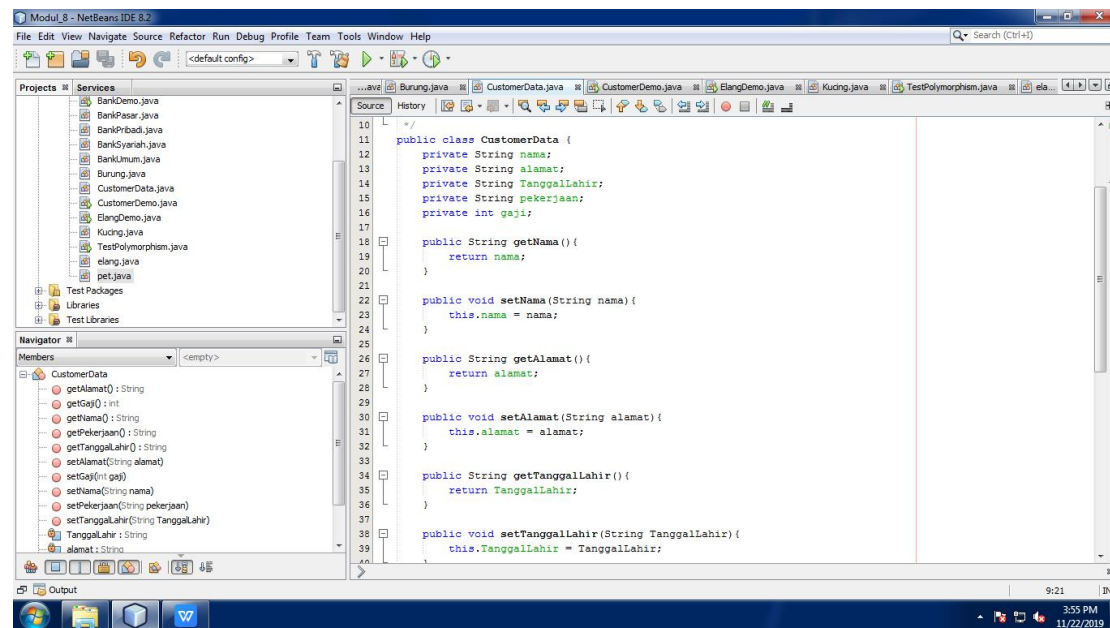 Modul_8 - NetBeans IDE 8.2
File Edit View Navigate Source Refactor Run Debug Profile Team Tools Window Help
Search (Ctrl+I)
<default config>
Projects Services
BankDemo.java
BankPasar.java
BankPribadi.java
BankSyariah.java
BankUmum.java
Burung.java
CustomerData.java
CustomerDemo.java
ElangDemo.java
Kucing.java
TestPolymorphism.java
elang.java
pet.java
Test Packages
Libraries
Test Libraries
Navigator
Members <empty>
CustomerData
getAlamat() : String
getGaji() : int
getNama() : String
getPekerjaan() : String
getTanggalLahir() : String
setAlamat(String alamat)
setGaji(int gaji)
setNama(String nama)
setPekerjaan(String pekerjaan)
setTanggalLahir(String TanggalLahir)
TanggalLahir : String
alamat : String
...ava Burung.java CustomerData.java CustomerDemo.java ElangDemo.java Kucing.java TestPolymorphism.java ela...
Source History
10 */
11 public class CustomerData {
12 private String nama;
13 private String alamat;
14 private String TanggalLahir;
15 private String pekerjaan;
16 private int gaji;
17
18 public String getNama(){
19 return nama;
20 }
21
22 public void setNama(String nama){
23 this.nama = nama;
24 }
25
26 public String getAlamat(){
27 return alamat;
28 }
29
30 public void setAlamat(String alamat){
31 this.alamat = alamat;
32 }
33
34 public String getTanggalLahir(){
35 return TanggalLahir;
36 }
37
38 public void setTanggalLahir(String TanggalLahir){
39 this.TanggalLahir = TanggalLahir;
Output
9:21
3:55 PM
11/22/2019